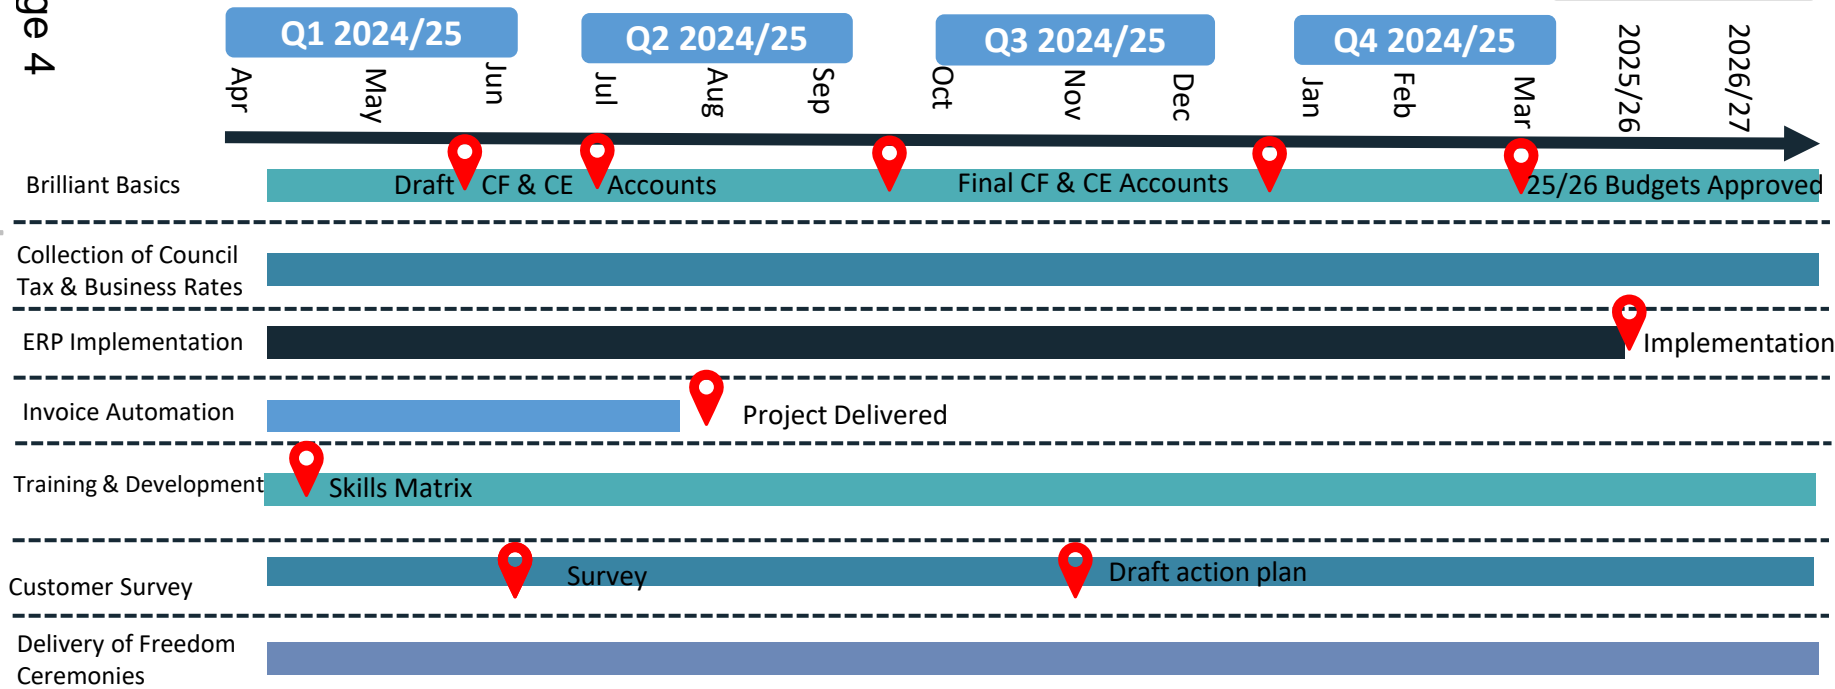 ge 4
Q1 2024/25
Q2 2024/25
Q3 2024/25
Q4 2024/25
Apr
May
Jun
Jul
Aug
Sep
Oct
Nov
Dec
Jan
Feb
Mar
2025/26
2026/27
Brilliant Basics
Draft CF & CE Accounts
Final CF & CE Accounts
25/26 Budgets Approved
Collection of Council
Tax & Business Rates
ERP Implementation
Implementation
Invoice Automation
Project Delivered
Training & Development
Skills Matrix
Customer Survey
Survey
Draft action plan
Delivery of Freedom
Ceremonies